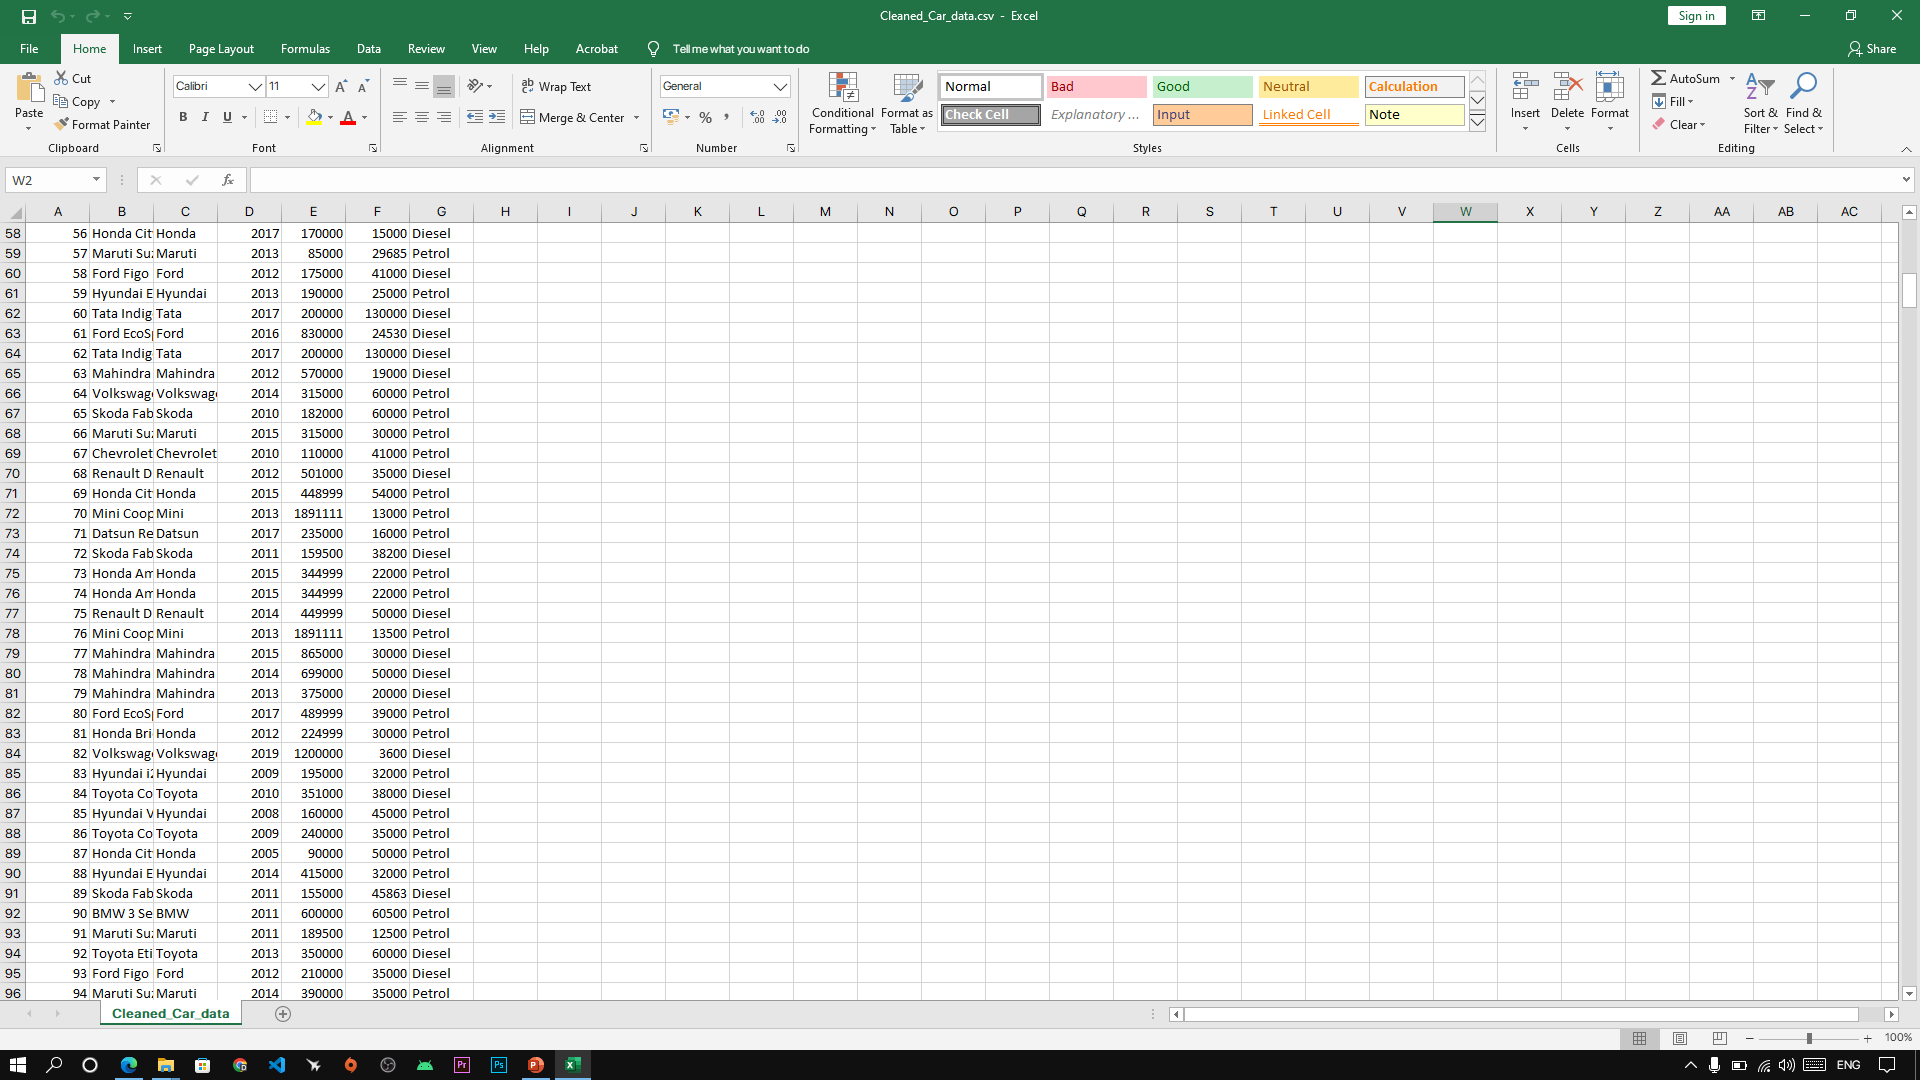 Cleaned_Car_data.csv - Excel
Sign in
File Home Insert Page Layout Formulas Data Review View Help Acrobat Tell me what you want to do Share
Paste
Cut
Copy
Format Painter
Clipboard
Calibri 11
B I U
Font
Wrap Text
Merge & Center
Alignment
General
% ,
Number
Conditional Formatting
Format as Table
Normal Bad Good Neutral Calculation
Check Cell Explanatory ... Input Linked Cell Note
Styles
Insert Delete Format
Cells
AutoSum
Fill
Clear
Sort & Filter
Find & Select
Editing
W2 fx
A B C D E F G H I J K L M N O P Q R S T U V W X Y Z AA AB AC
58 56 Honda Cit Honda 2017 170000 15000 Diesel
59 57 Maruti Suz Maruti 2013 85000 29685 Petrol
60 58 Ford Figo Ford 2012 175000 41000 Diesel
61 59 Hyundai E Hyundai 2013 190000 25000 Petrol
62 60 Tata Indig Tata 2017 200000 130000 Diesel
63 61 Ford EcoSp Ford 2016 830000 24530 Diesel
64 62 Tata Indig Tata 2017 200000 130000 Diesel
65 63 Mahindra Mahindra 2012 570000 19000 Diesel
66 64 Volkswage Volkswage 2014 315000 60000 Petrol
67 65 Skoda Fab Skoda 2010 182000 60000 Petrol
68 66 Maruti Suz Maruti 2015 315000 30000 Petrol
69 67 Chevrolet Chevrolet 2010 110000 41000 Petrol
70 68 Renault D Renault 2012 501000 35000 Diesel
71 69 Honda Cit Honda 2015 448999 54000 Petrol
72 70 Mini Coop Mini 2013 1891111 13000 Petrol
73 71 Datsun Re Datsun 2017 235000 16000 Petrol
74 72 Skoda Fab Skoda 2011 159500 38200 Diesel
75 73 Honda Am Honda 2015 344999 22000 Petrol
76 74 Honda Am Honda 2015 344999 22000 Petrol
77 75 Renault D Renault 2014 449999 50000 Diesel
78 76 Mini Coop Mini 2013 1891111 13500 Petrol
79 77 Mahindra Mahindra 2015 865000 30000 Diesel
80 78 Mahindra Mahindra 2014 699000 50000 Diesel
81 79 Mahindra Mahindra 2013 375000 20000 Diesel
82 80 Ford EcoSp Ford 2017 489999 39000 Petrol
83 81 Honda Bri Honda 2012 224999 30000 Petrol
84 82 Volkswage Volkswage 2019 1200000 3600 Diesel
85 83 Hyundai i2 Hyundai 2009 195000 32000 Petrol
86 84 Toyota Co Toyota 2010 351000 38000 Diesel
87 85 Hyundai V Hyundai 2008 160000 45000 Petrol
88 86 Toyota Co Toyota 2009 240000 35000 Petrol
89 87 Honda Cit Honda 2005 90000 50000 Petrol
90 88 Hyundai E Hyundai 2014 415000 32000 Petrol
91 89 Skoda Fab Skoda 2011 155000 45863 Diesel
92 90 BMW 3 Se BMW 2011 600000 60500 Petrol
93 91 Maruti Suz Maruti 2011 189500 12500 Petrol
94 92 Toyota Eti Toyota 2013 350000 60000 Diesel
95 93 Ford Figo Ford 2012 210000 35000 Diesel
96 94 Maruti Suz Maruti 2014 390000 35000 Petrol
Cleaned_Car_data
100%
ENG